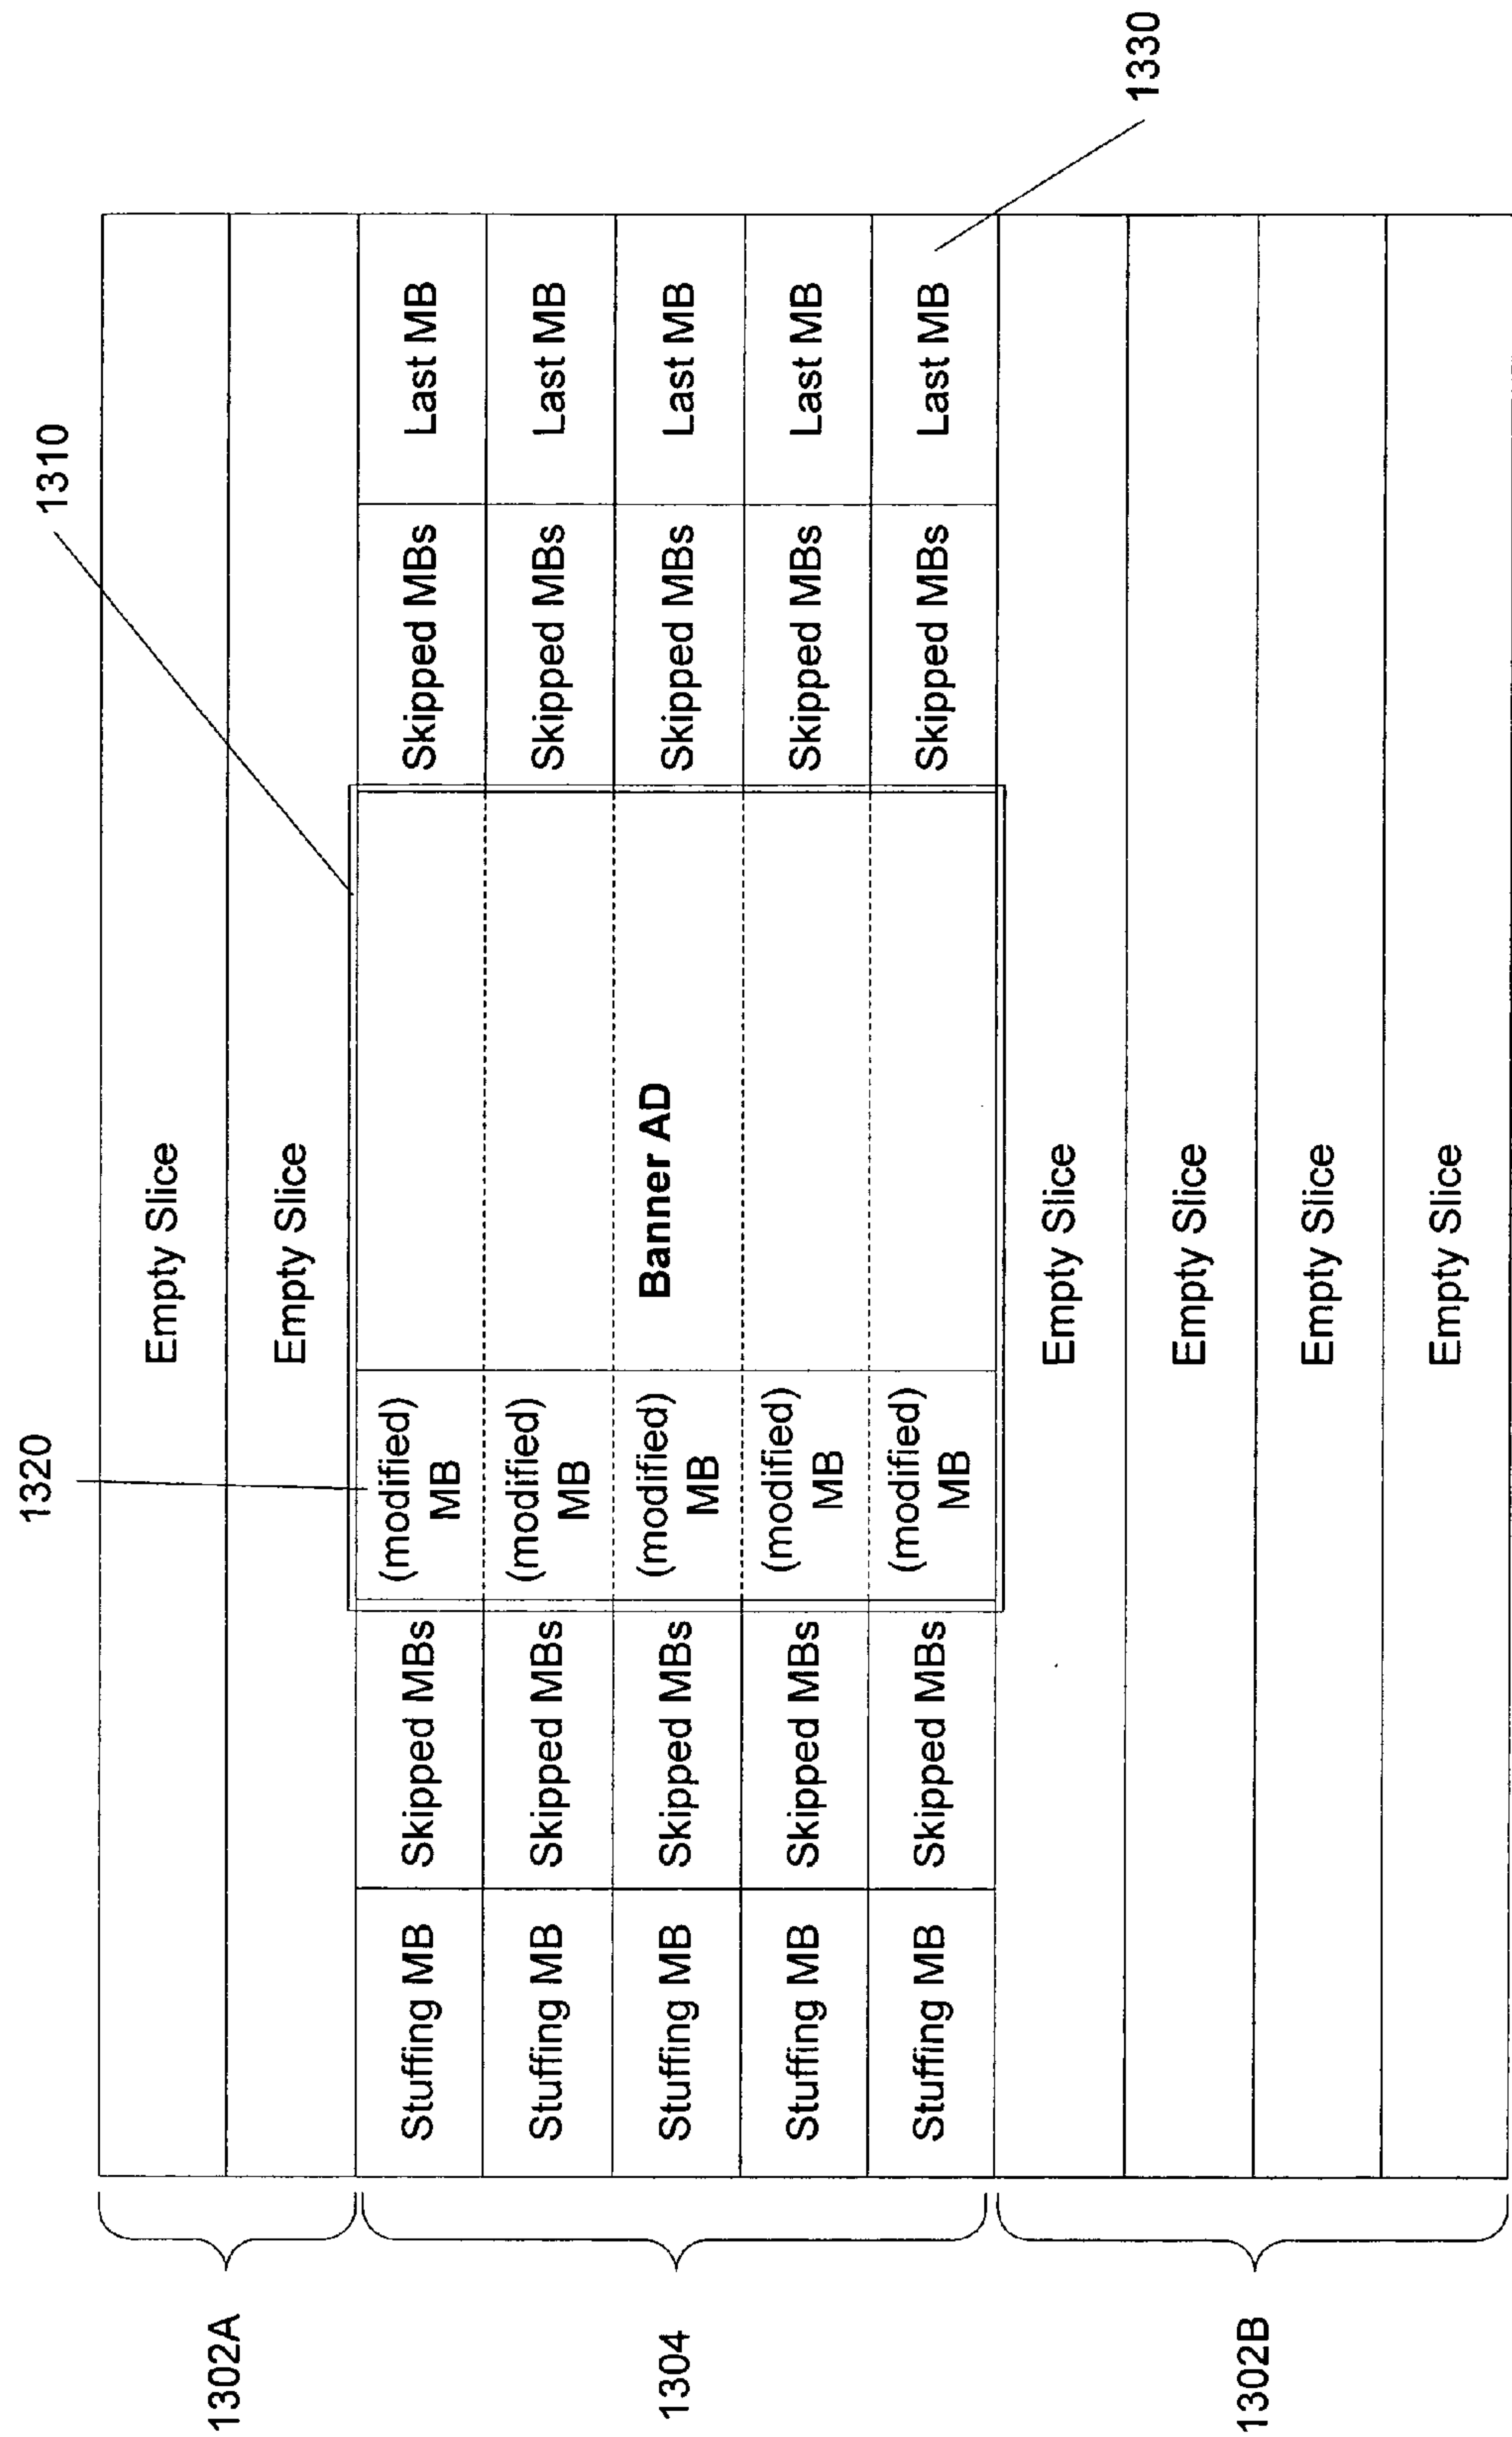 1320
1310
1302A
Empty Slice
Empty Slice
1304
Stuffing MB
Skipped MBs
(modified)
MB
Skipped MBs
Last MB
Stuffing MB
Skipped MBs
(modified)
MB
Skipped MBs
Last MB
Stuffing MB
Skipped MBs
(modified)
MB
Banner AD
Skipped MBs
Last MB
Stuffing MB
Skipped MBs
(modified)
MB
Skipped MBs
Last MB
Stuffing MB
Skipped MBs
(modified)
MB
Skipped MBs
Last MB
1330
1302B
Empty Slice
Empty Slice
Empty Slice
Empty Slice